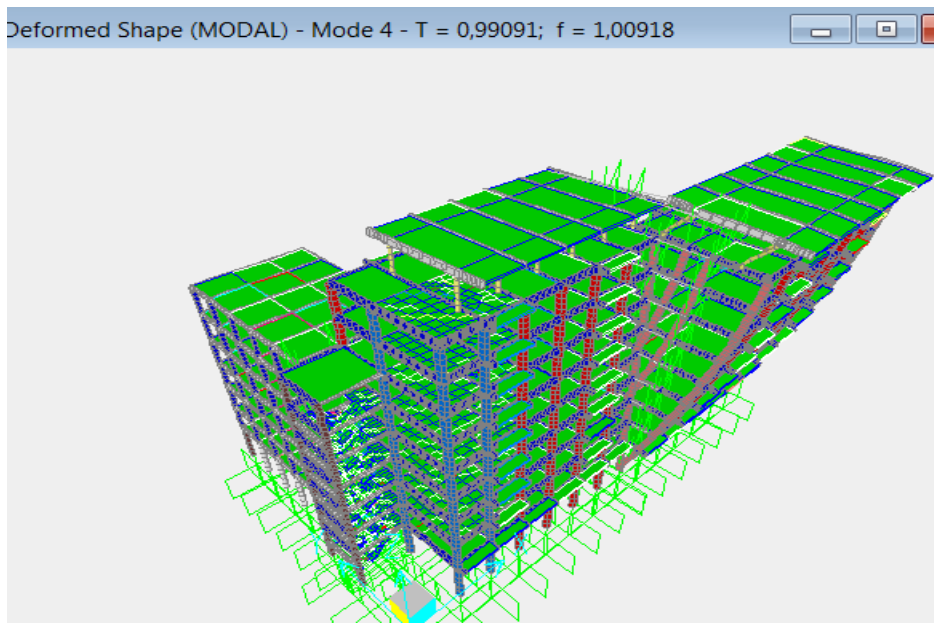 Deformed Shape (MODAL) - Mode 4 - T = 0,99091; f = 1,00918